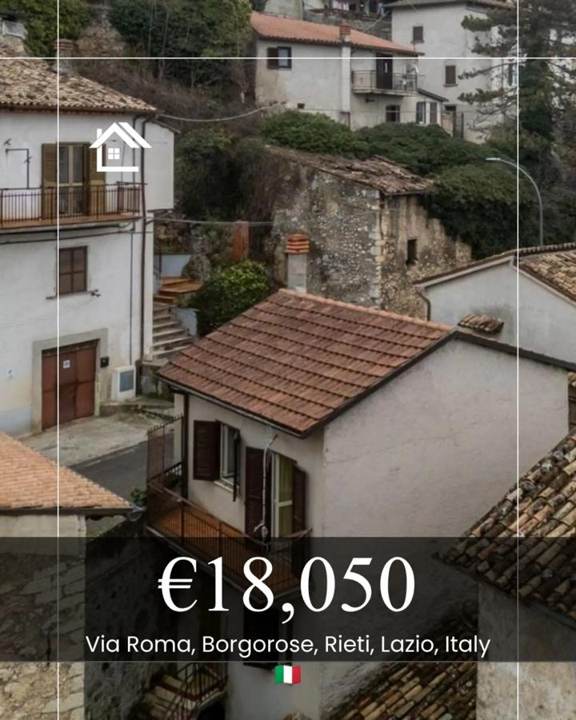 €18,050
Via Roma, Borgorose, Rieti, Lazio, Italy
🇮🇹